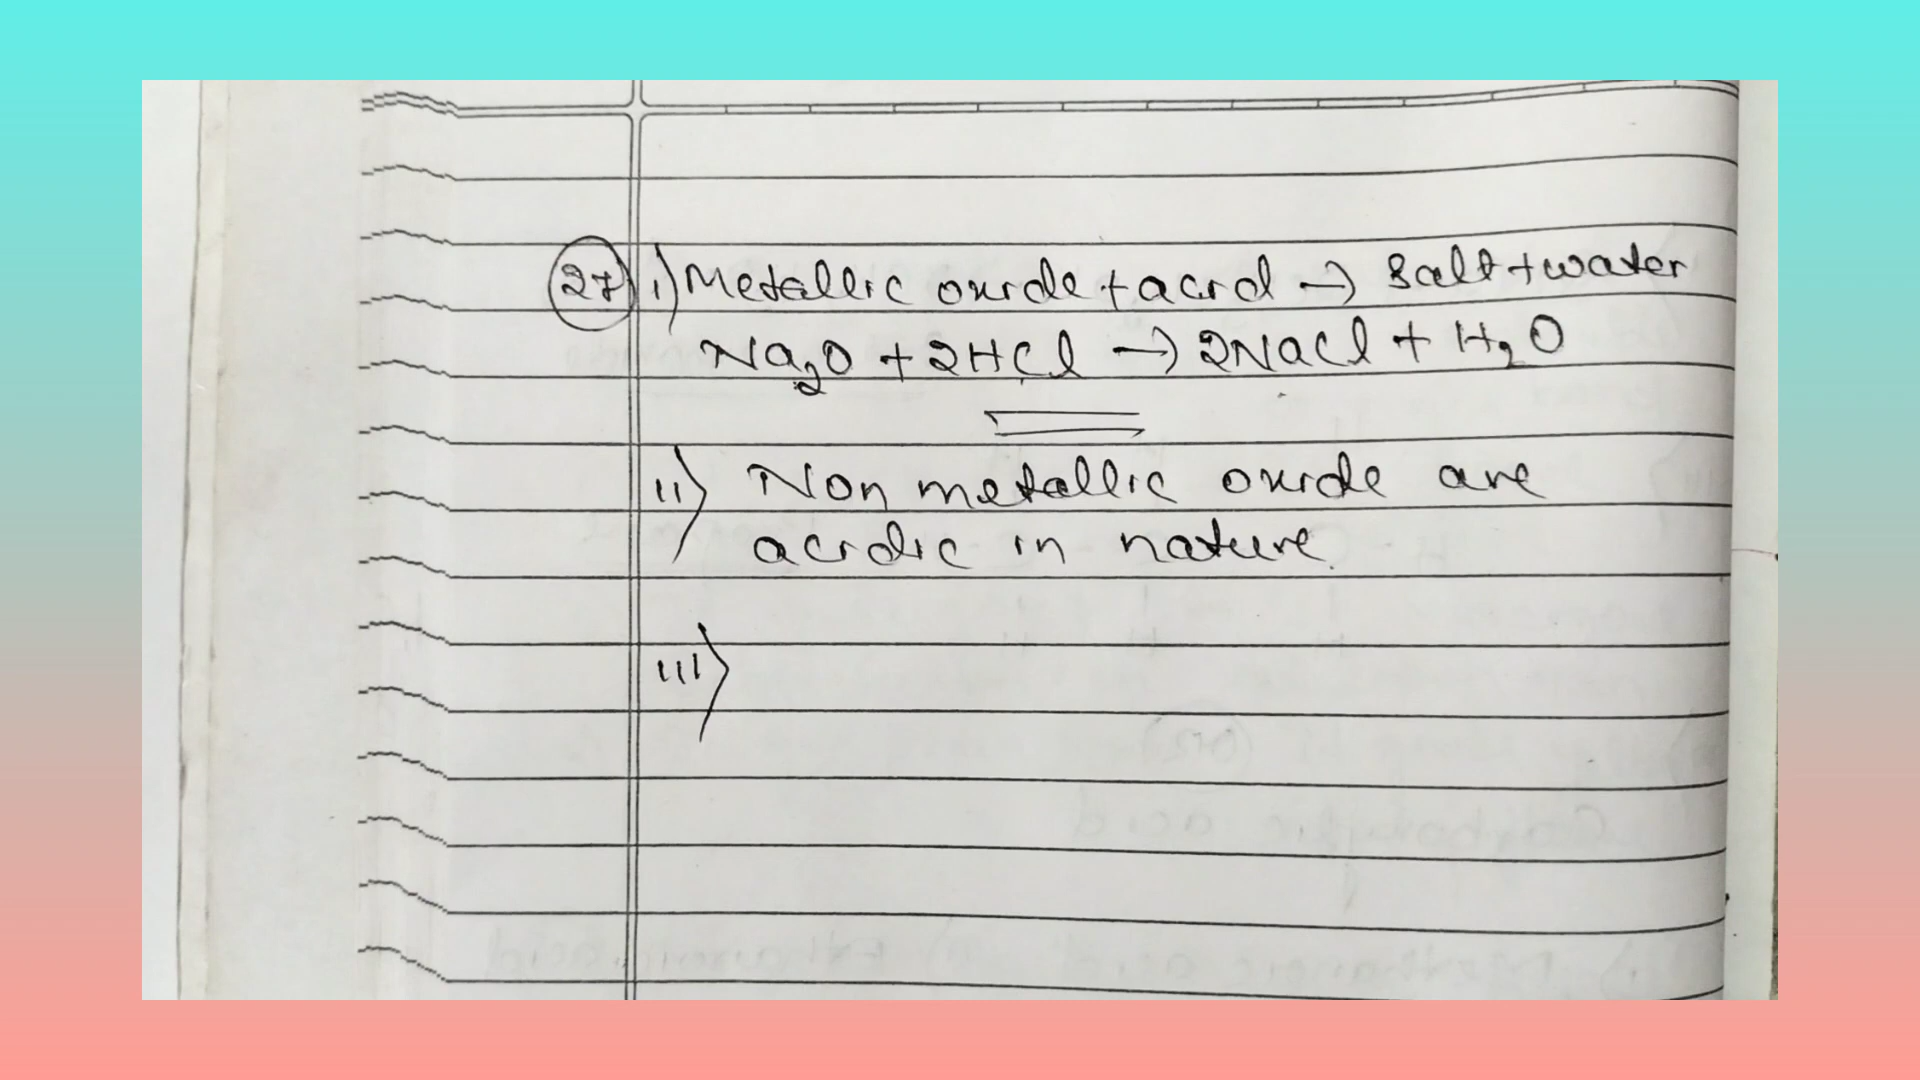 27 i) Metallic oxide + acid → Salt + water
Na₂O + 2HCl → 2NaCl + H₂O
ii) Non metallic oxide are
acidic in nature.
iii)